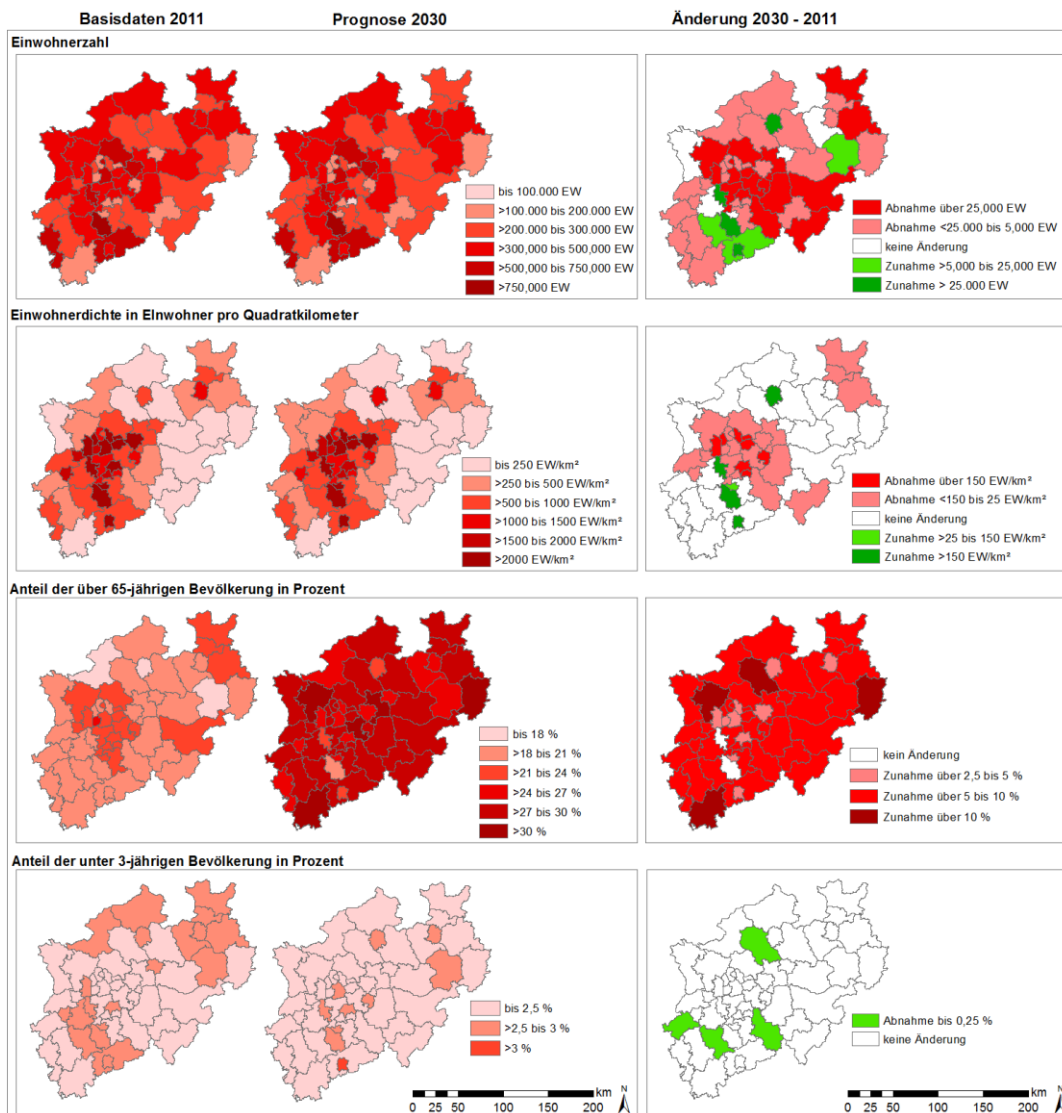 Basisdaten 2011
Prognose 2030
Änderung 2030 - 2011
Einwohnerzahl
bis 100.000 EW
>100.000 bis 200.000 EW
>200.000 bis 300.000 EW
>300,000 bis 500,000 EW
>500,000 bis 750,000 EW
>750,000 EW
Abnahme über 25,000 EW
Abnahme <25.000 bis 5,000 EW
keine Änderung
Zunahme >5,000 bis 25,000 EW
Zunahme > 25.000 EW
Einwohnerdichte in EInwohner pro Quadratkilometer
bis 250 EW/km²
>250 bis 500 EW/km²
>500 bis 1000 EW/km²
>1000 bis 1500 EW/km²
>1500 bis 2000 EW/km²
>2000 EW/km²
Abnahme über 150 EW/km²
Abnahme <150 bis 25 EW/km²
keine Änderung
Zunahme >25 bis 150 EW/km²
Zunahme >150 EW/km²
Anteil der über 65-jährigen Bevölkerung in Prozent
bis 18 %
>18 bis 21 %
>21 bis 24 %
>24 bis 27 %
>27 bis 30 %
>30 %
kein Änderung
Zunahme über 2,5 bis 5 %
Zunahme über 5 bis 10 %
Zunahme über 10 %
Anteil der unter 3-jährigen Bevölkerung in Prozent
bis 2,5 %
>2,5 bis 3 %
>3 %
Abnahme bis 0,25 %
keine Änderung
km
N
0 25 50 100 150 200
km
N
0 25 50 100 150 200